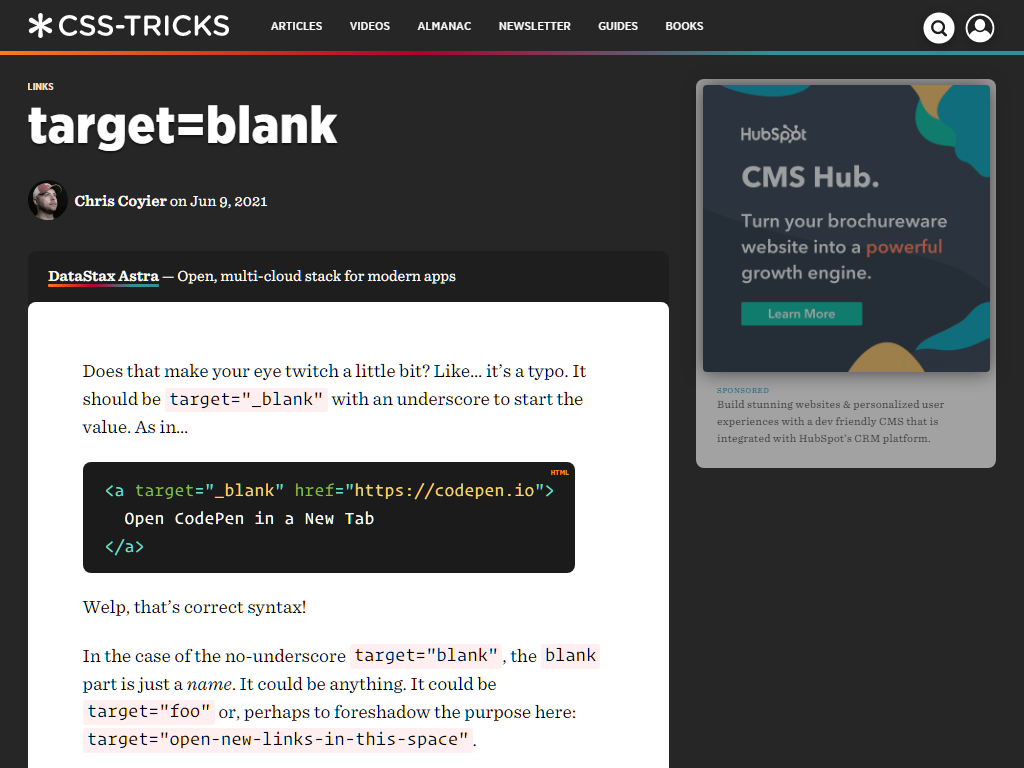 CSS-TRICKS
ARTICLES VIDEOS ALMANAC NEWSLETTER GUIDES BOOKS
LINKS
target=blank
Chris Coyier on Jun 9, 2021
DataStax Astra — Open, multi-cloud stack for modern apps
Does that make your eye twitch a little bit? Like… it’s a typo. It
should be target="_blank" with an underscore to start the
value. As in…
HTML
<a target="_blank" href="https://codepen.io">
Open CodePen in a New Tab
</a>
Welp, that’s correct syntax!
In the case of the no-underscore target="blank", the blank
part is just a name. It could be anything. It could be
target="foo" or, perhaps to foreshadow the purpose here:
target="open-new-links-in-this-space".
HubSpot
CMS Hub.
Turn your brochureware
website into a powerful
growth engine.
Learn More
SPONSORED
Build stunning websites & personalized user
experiences with a dev friendly CMS that is
integrated with HubSpot's CRM platform.